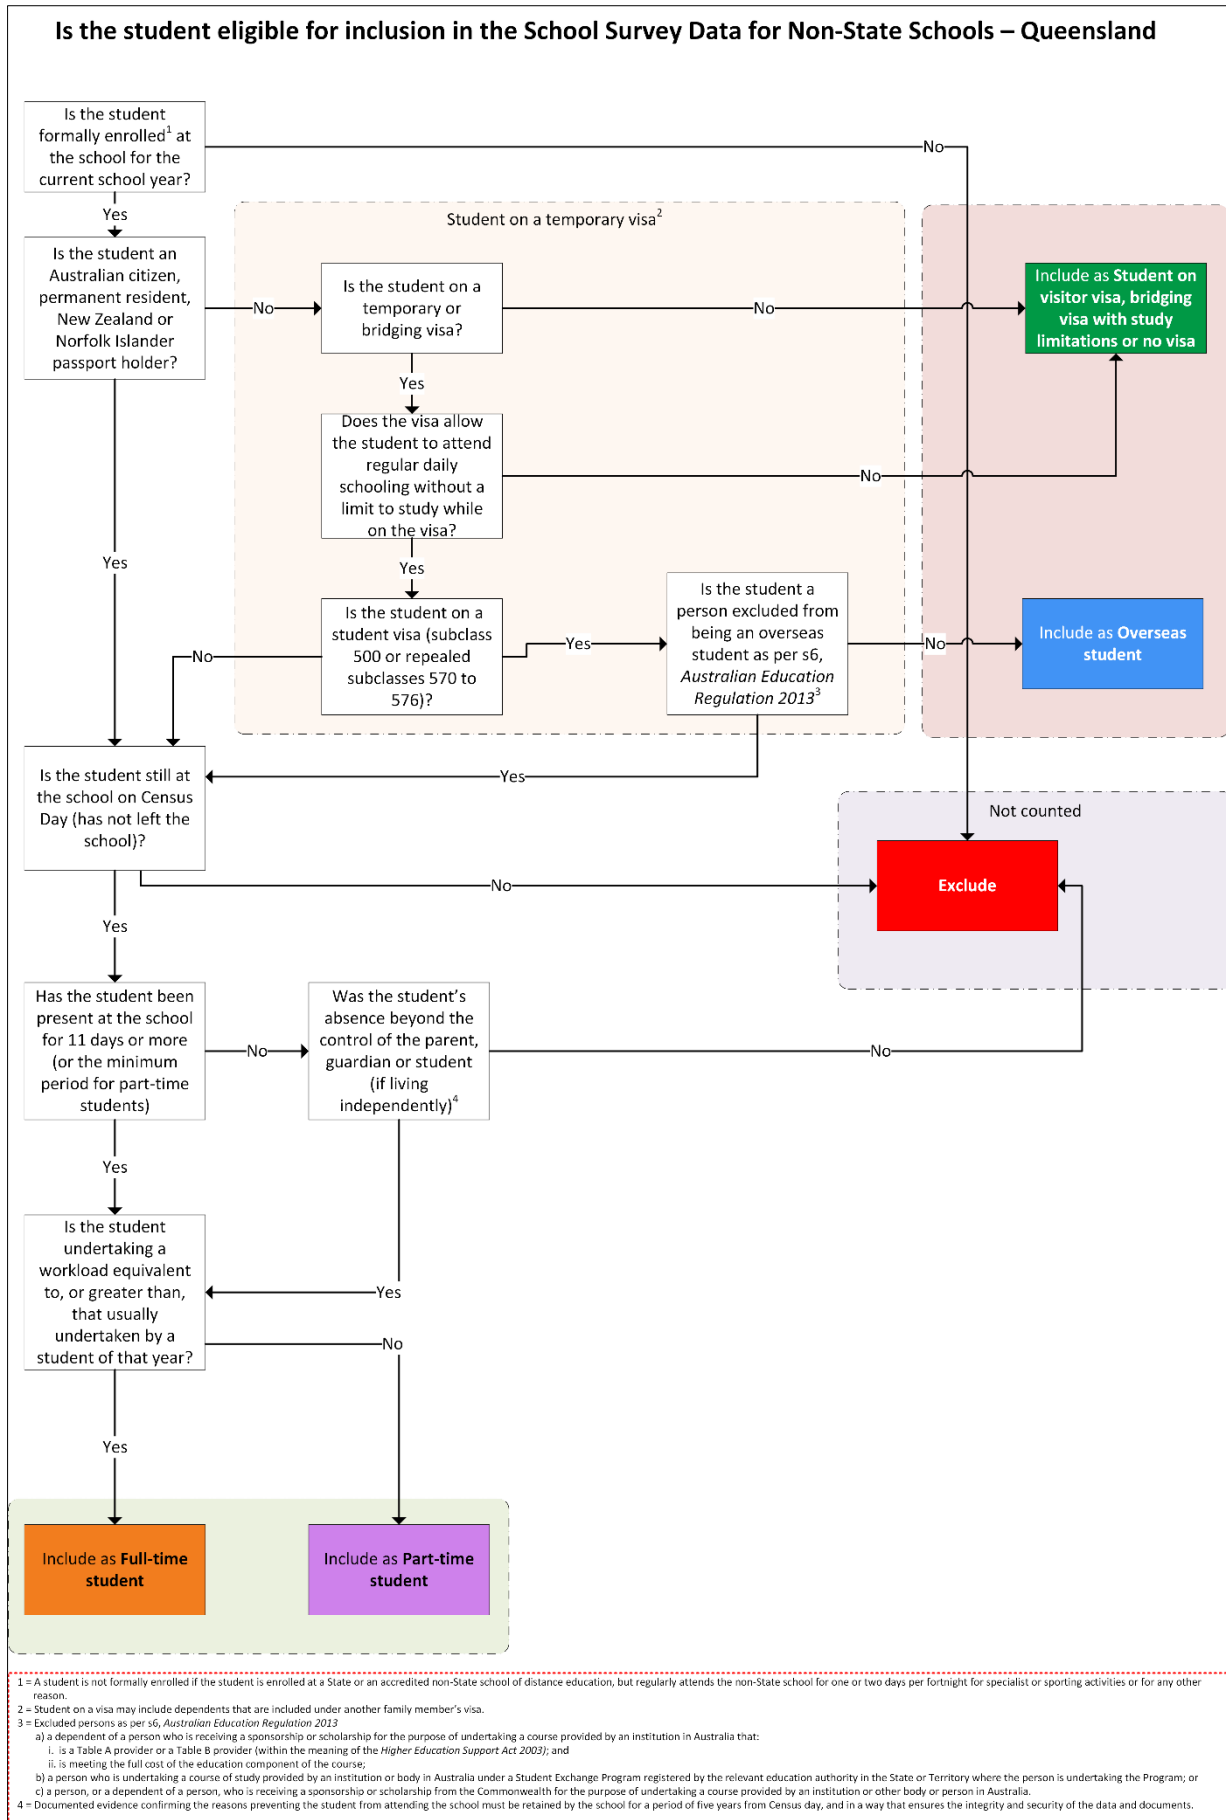 Is the student eligible for inclusion in the School Survey Data for Non-State Schools – Queensland
Is the student
formally enrolled1 at
the school for the
current school year?
No
Yes
Student on a temporary visa2
Is the student an
Australian citizen,
permanent resident,
New Zealand or
Norfolk Islander
passport holder?
No
Is the student on a
temporary or
bridging visa?
No
Include as Student on
visitor visa, bridging
visa with study
limitations or no visa
Yes
Does the visa allow
the student to attend
regular daily
schooling without a
limit to study while
on the visa?
No
Yes
Yes
Is the student on a
student visa (subclass
500 or repealed
subclasses 570 to
576)?
No
Yes
Is the student a
person excluded from
being an overseas
student as per s6,
Australian Education
Regulation 20133
No
Include as Overseas
student
Yes
Is the student still at
the school on Census
Day (has not left the
school)?
Not counted
No
Exclude
Yes
Has the student been
present at the school
for 11 days or more
(or the minimum
period for part-time
students)
No
Was the student's
absence beyond the
control of the parent,
guardian or student
(if living
independently)4
No
Yes
Is the student
undertaking a
workload equivalent
to, or greater than,
that usually
undertaken by a
student of that year?
Yes
No
Yes
Include as Full-time
student
Include as Part-time
student
1 = A student is not formally enrolled if the student is enrolled at a State or an accredited non-State school of distance education, but regularly attends the non-State school for one or two days per fortnight for specialist or sporting activities or for any other
reason.
2 = Student on a visa may include dependents that are included under another family member's visa.
3 = Excluded persons as per s6, Australian Education Regulation 2013
a) a dependent of a person who is receiving a sponsorship or scholarship for the purpose of undertaking a course provided by an institution in Australia that:
i. is a Table A provider or a Table B provider (within the meaning of the Higher Education Support Act 2003); and
ii. is meeting the full cost of the education component of the course;
b) a person who is undertaking a course of study provided by an institution or body in Australia under a Student Exchange Program registered by the relevant education authority in the State or Territory where the person is undertaking the Program; or
c) a person, or a dependent of a person, who is receiving a sponsorship or scholarship from the Commonwealth for the purpose of undertaking a course provided by an institution or other body or person in Australia.
4 = Documented evidence confirming the reasons preventing the student from attending the school must be retained by the school for a period of five years from Census day, and in a way that ensures the integrity and security of the data and documents.